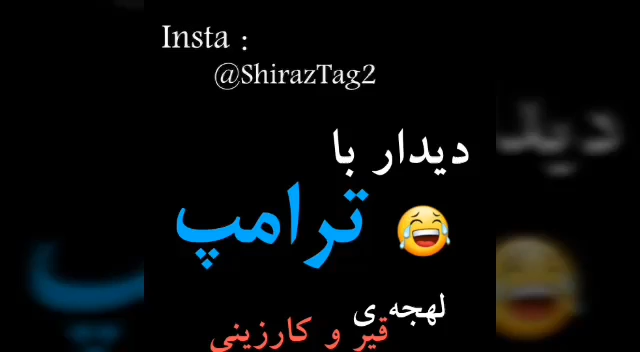 Insta :
@ShirazTag2
دیدار با
ترامپ 😂
لهجه ی
قیر و کارزینی